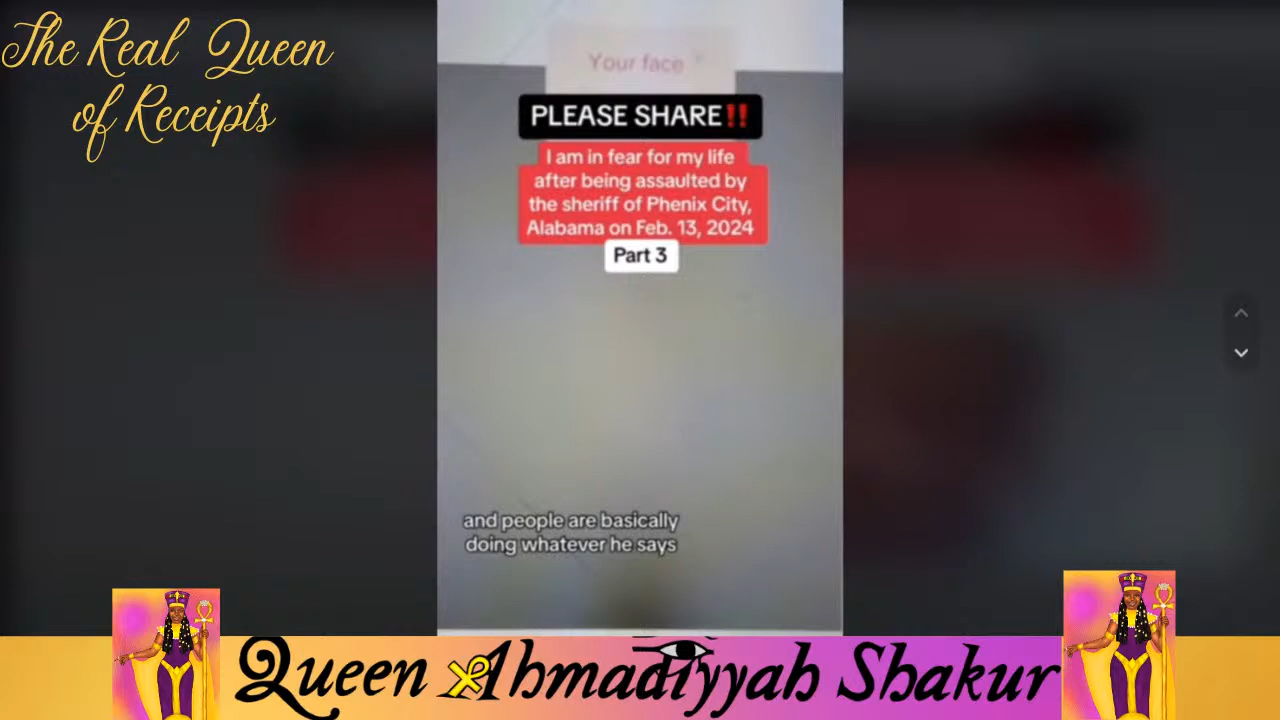 The Real Queen
of Receipts
Your face
PLEASE SHARE‼
I am in fear for my life
after being assaulted by
the sheriff of Phenix City,
Alabama on Feb. 13, 2024
Part 3
and people are basically
doing whatever he says
Queen Ahmadiyyah Shakur